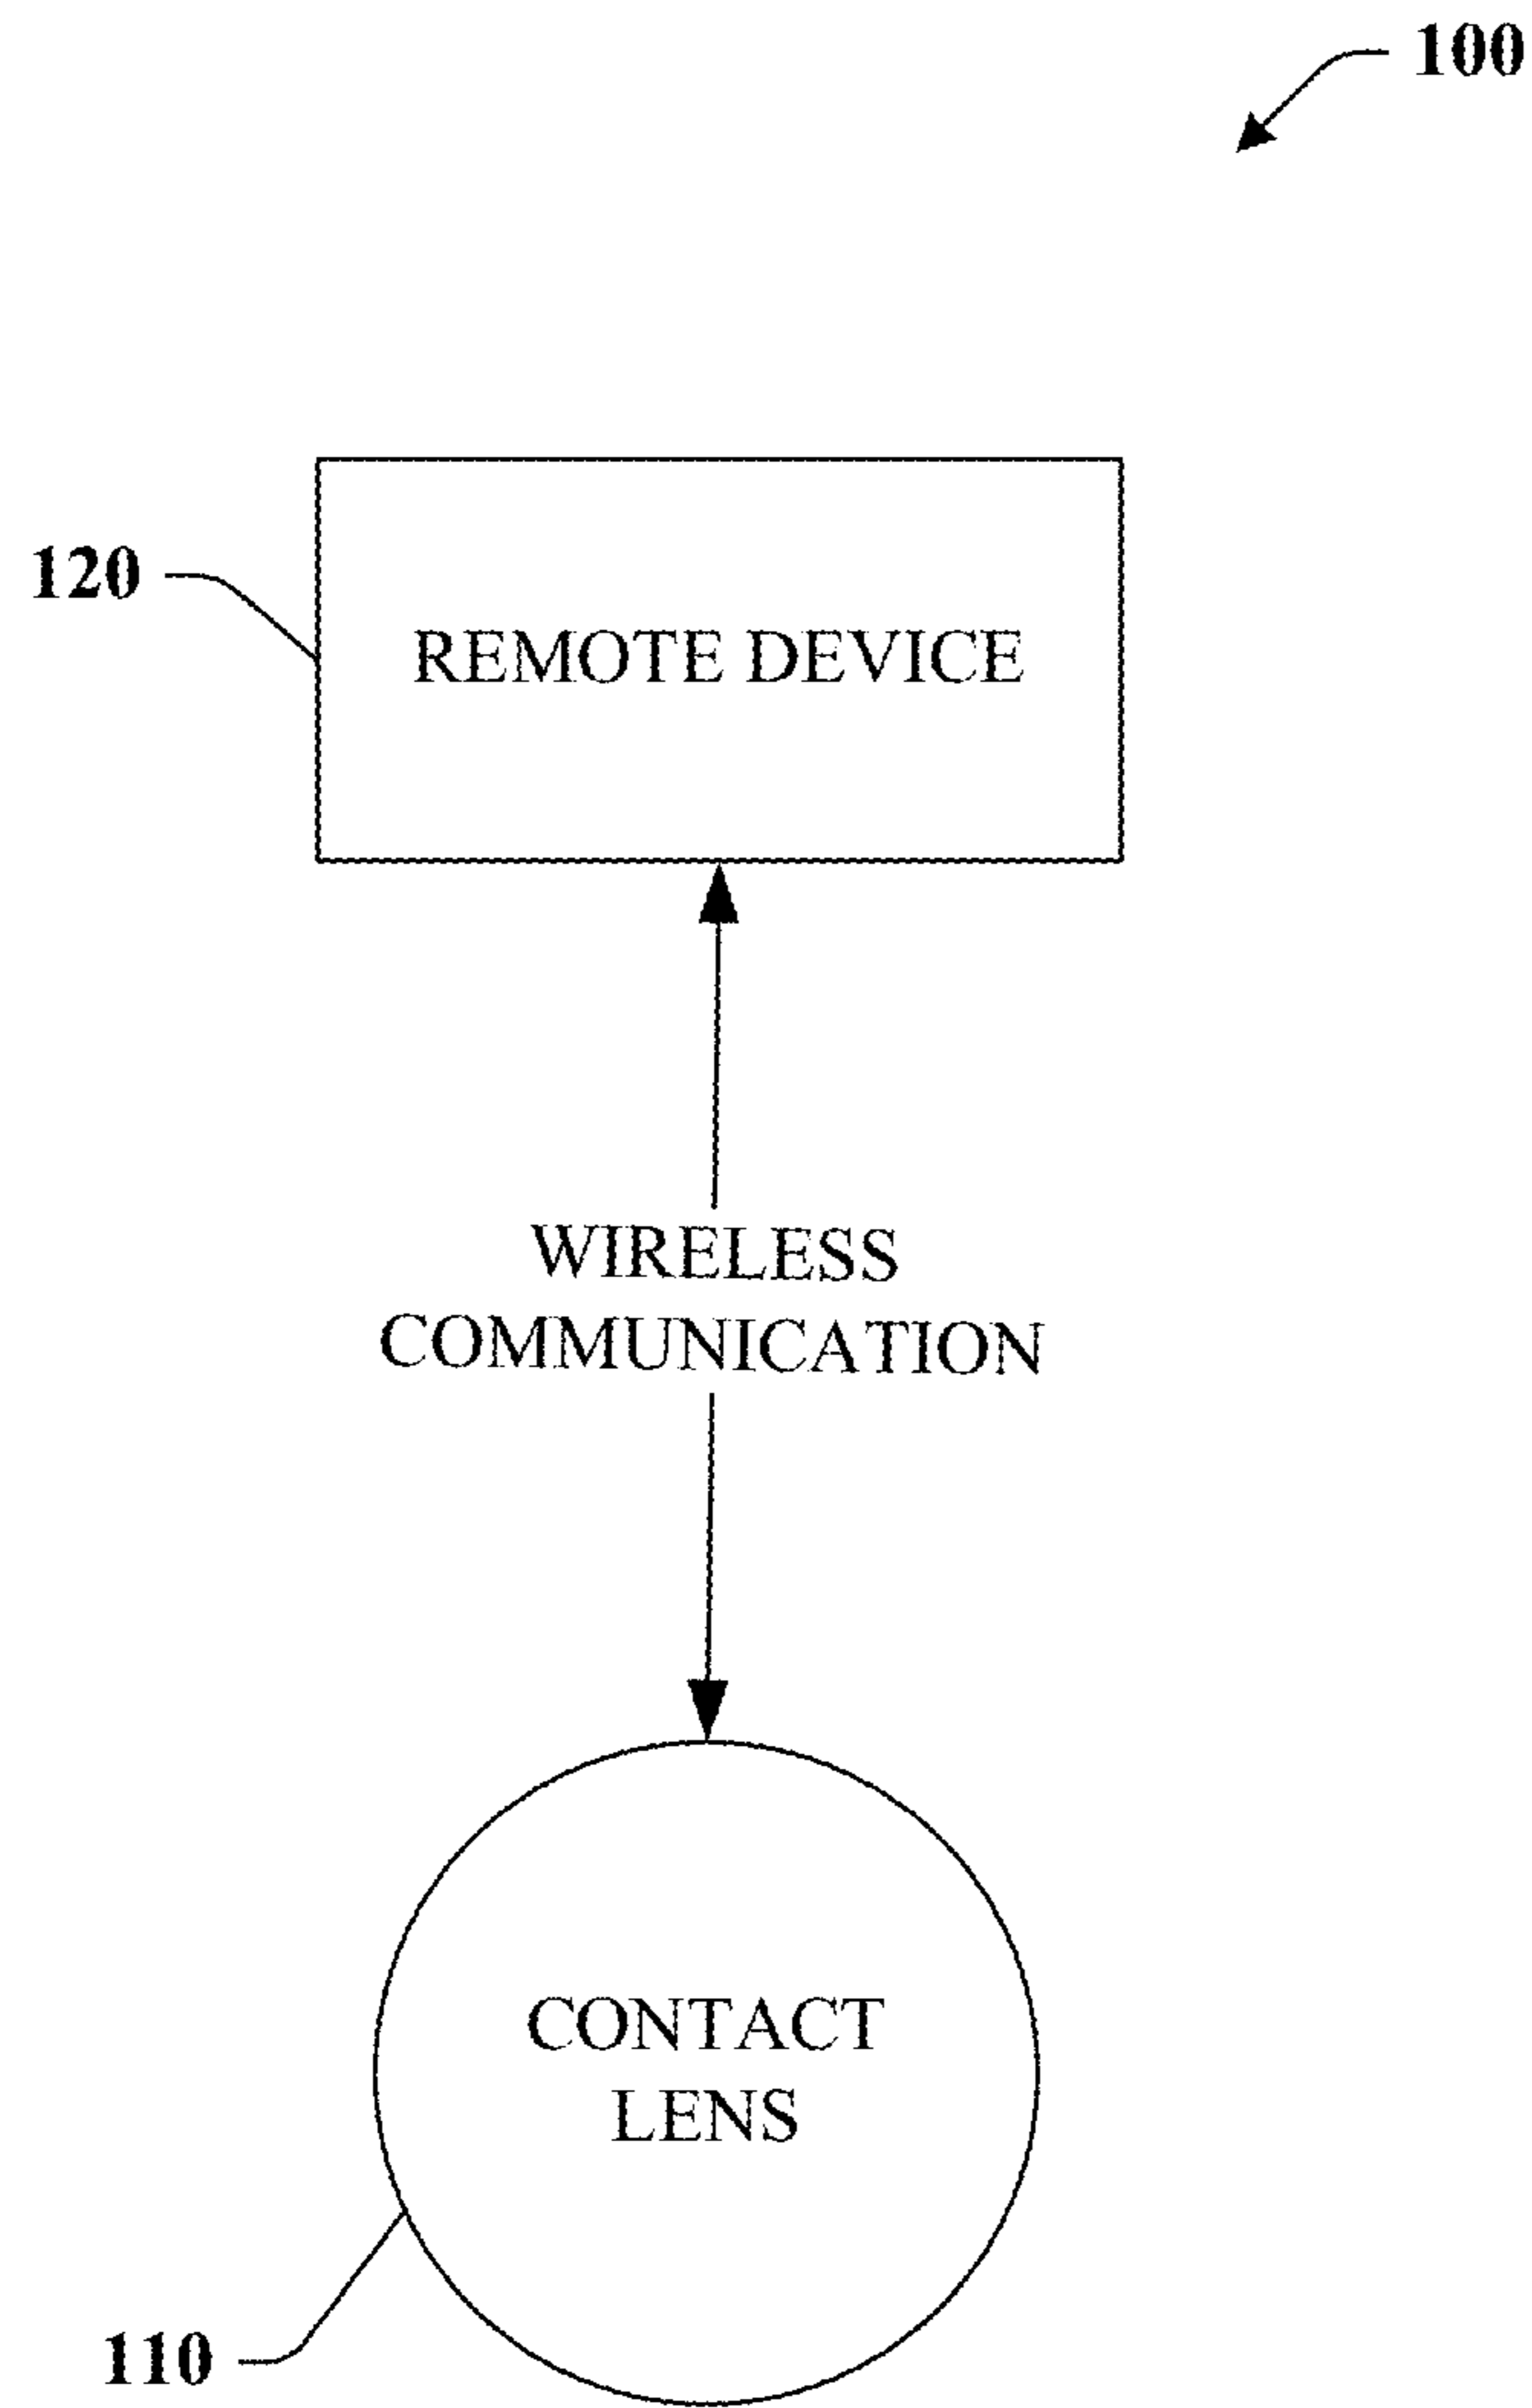 100
120
REMOTE DEVICE
WIRELESS
COMMUNICATION
CONTACT
LENS
110